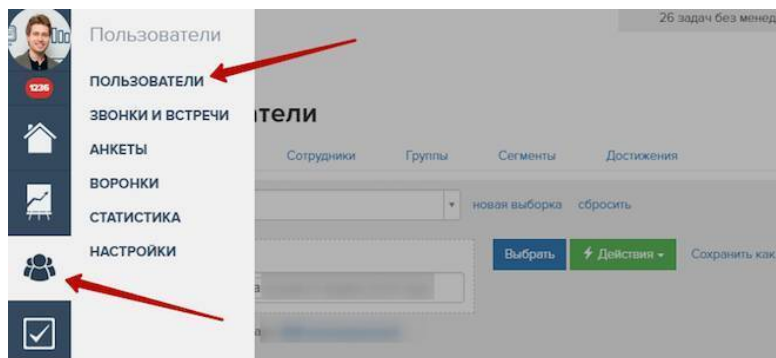 26 задач без менед
Пользователи
1236
ПОЛЬЗОВАТЕЛИ
ЗВОНКИ И ВСТРЕЧИ
тели
АНКЕТЫ
Сотрудники Группы Сегменты Достижения
ВОРОНКИ
новая выборка сбросить
СТАТИСТИКА
НАСТРОЙКИ
Выбрать Действия Сохранить как
а
а